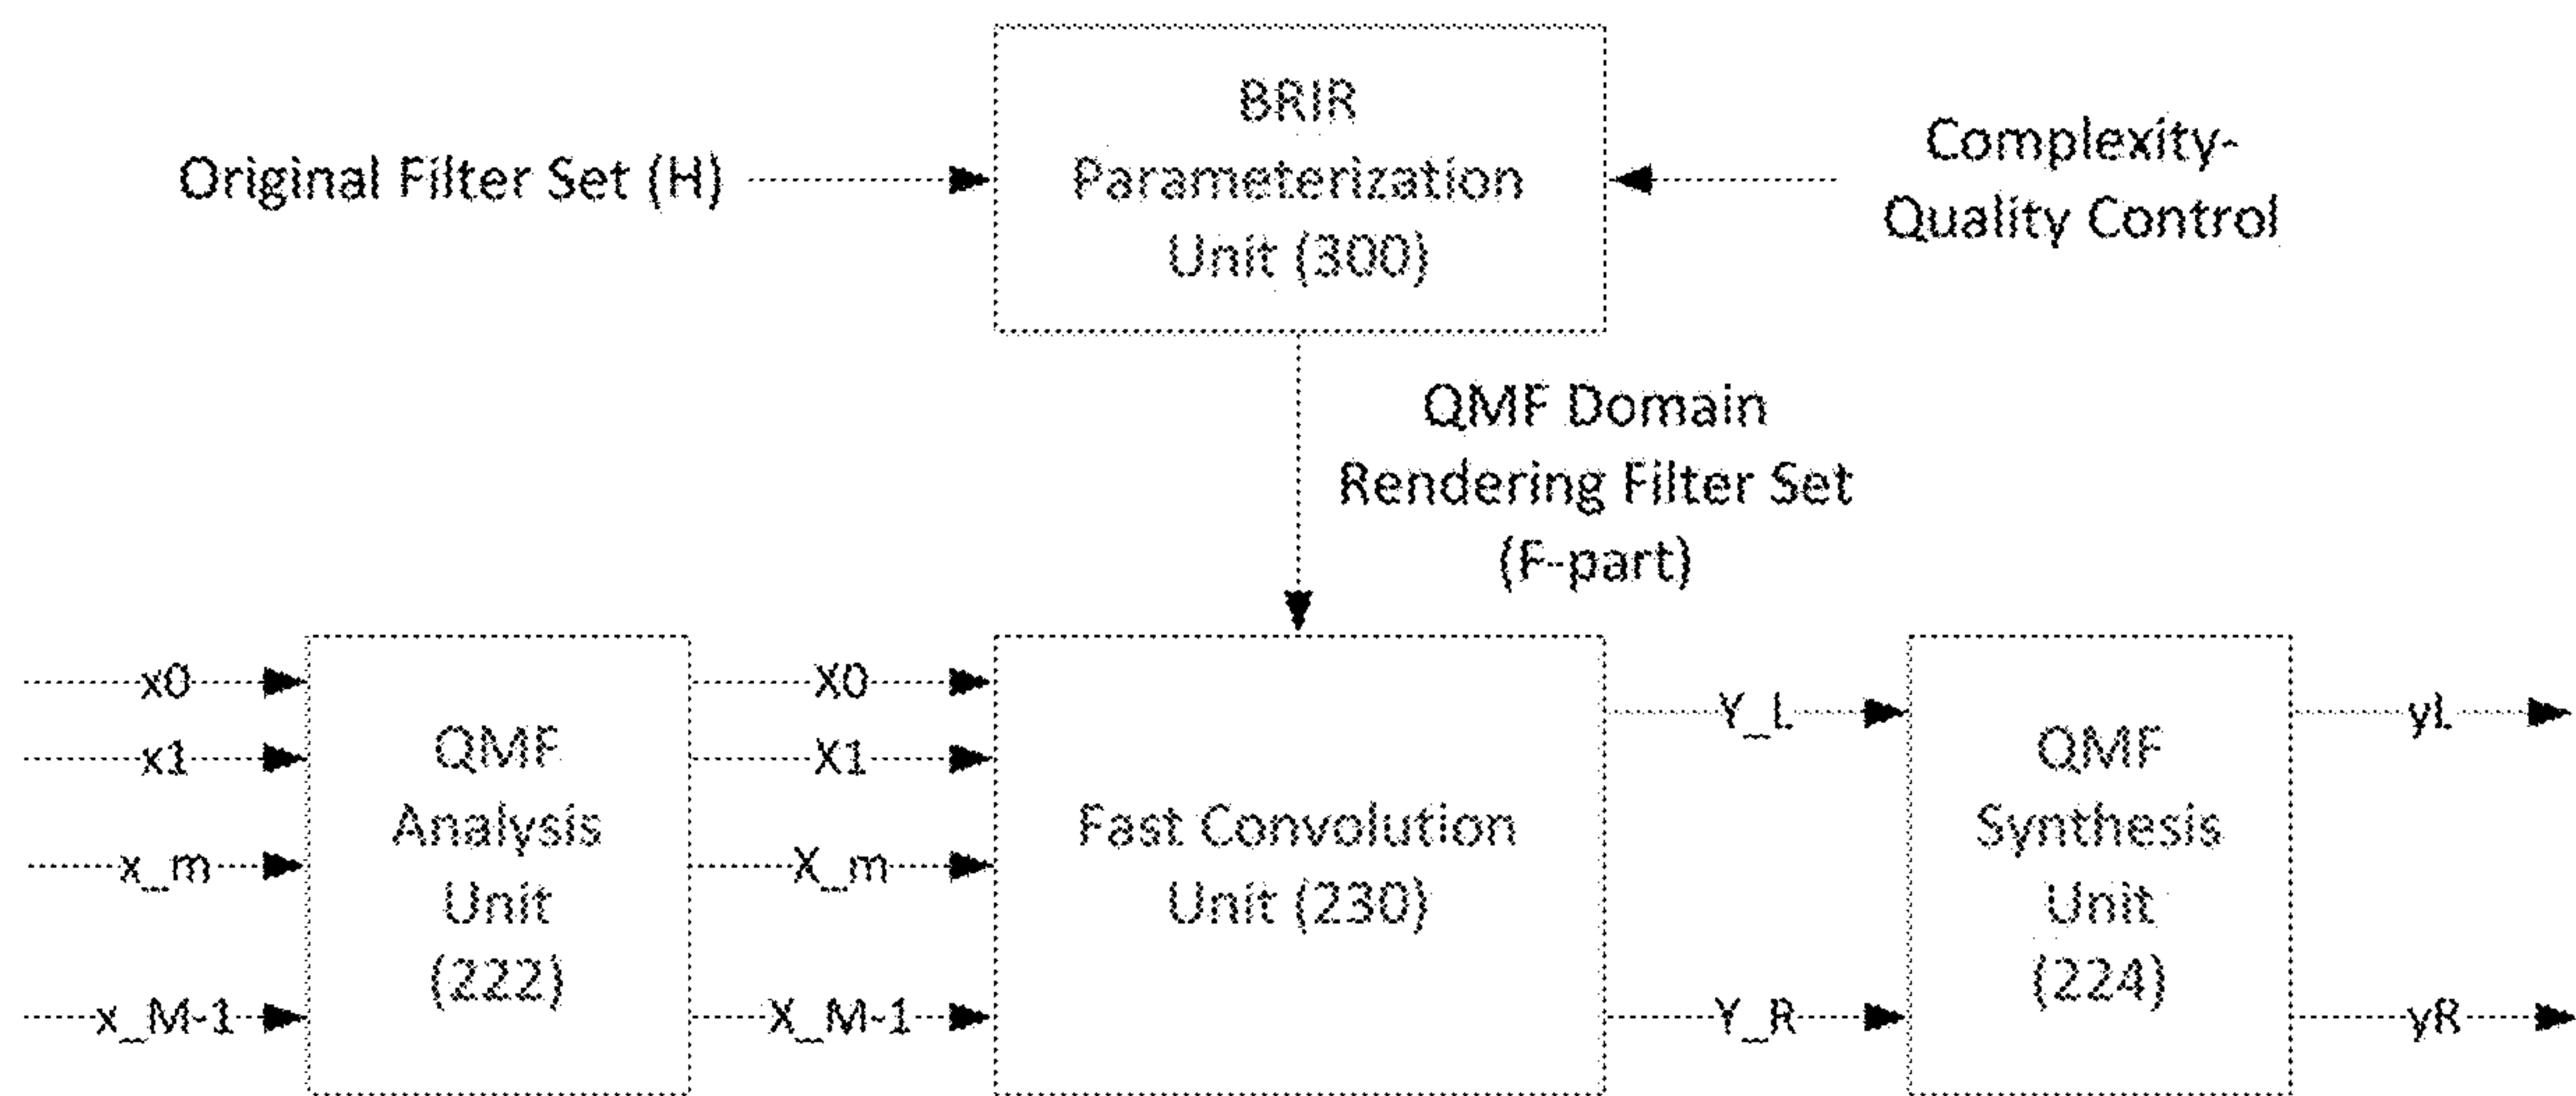 BRIR
Parameterization
Unit (300)
Original Filter Set (H)
Complexity-
Quality Control
QMF Domain
Rendering Filter Set
(F-part)
x0
x1
x_m
x_M-1
QMF
Analysis
Unit
(222)
X0
X1
X_m
X_M-1
Fast Convolution
Unit (230)
Y_L
Y_R
QMF
Synthesis
Unit
(224)
yL
yR